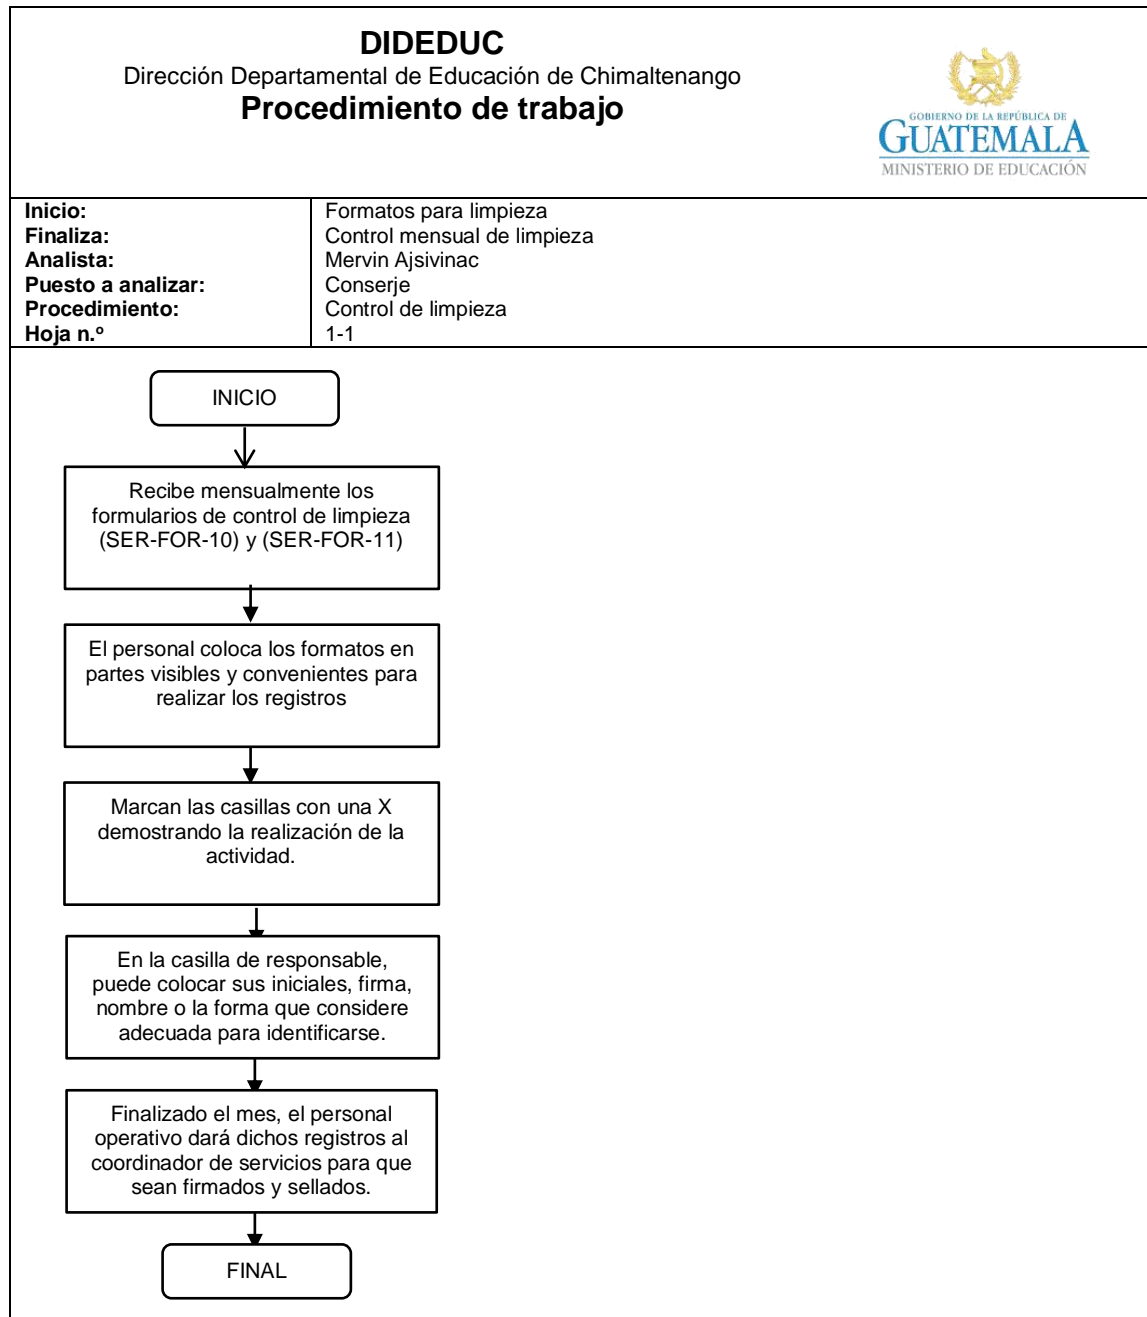 DIDEDUC
Dirección Departamental de Educación de Chimaltenango
Procedimiento de trabajo
GOBIERNO DE LA REPÚBLICA DE
GUATEMALA
MINISTERIO DE EDUCACIÓN
Inicio: Formatos para limpieza
Finaliza: Control mensual de limpieza
Analista: Mervin Ajsivinac
Puesto a analizar: Conserje
Procedimiento: Control de limpieza
Hoja n.º 1-1
INICIO
Recibe mensualmente los
formularios de control de limpieza
(SER-FOR-10) y (SER-FOR-11)
El personal coloca los formatos en
partes visibles y convenientes para
realizar los registros
Marcan las casillas con una X
demostrando la realización de la
actividad.
En la casilla de responsable,
puede colocar sus iniciales, firma,
nombre o la forma que considere
adecuada para identificarse.
Finalizado el mes, el personal
operativo dará dichos registros al
coordinador de servicios para que
sean firmados y sellados.
FINAL